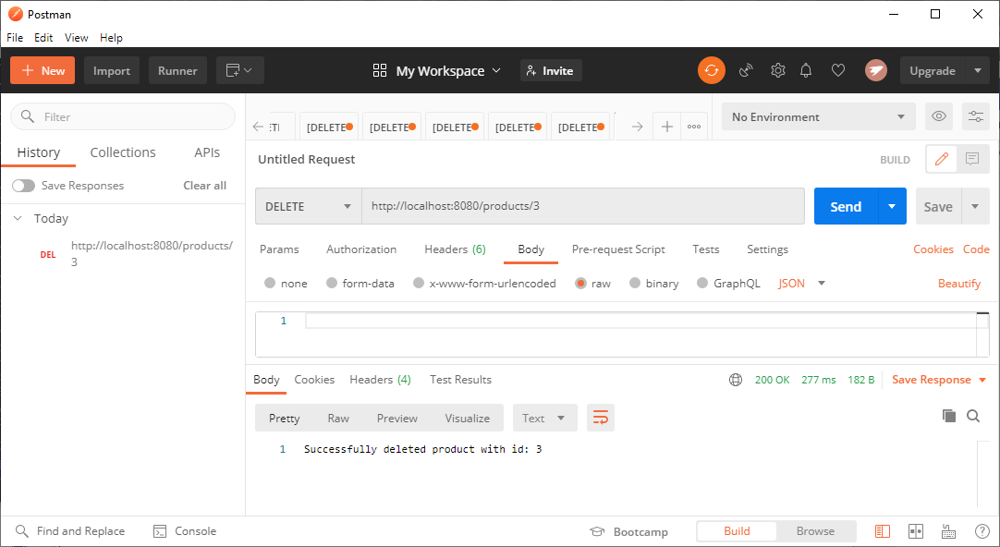 Postman
File Edit View Help
New Import Runner My Workspace Invite Upgrade
Filter
[DELETE [DELETE [DELETE [DELETE [DELETE
No Environment
History Collections APIs
Untitled Request BUILD
Save Responses Clear all
DELETE http://localhost:8080/products/3 Send Save
Today
DEL http://localhost:8080/products/
3
Params Authorization Headers (6) Body Pre-request Script Tests Settings Cookies Code
none form-data x-www-form-urlencoded raw binary GraphQL JSON Beautify
1
Body Cookies Headers (4) Test Results 200 OK 277 ms 182 B Save Response
Pretty Raw Preview Visualize Text
1 Successfully deleted product with id: 3
Find and Replace Console Bootcamp Build Browse